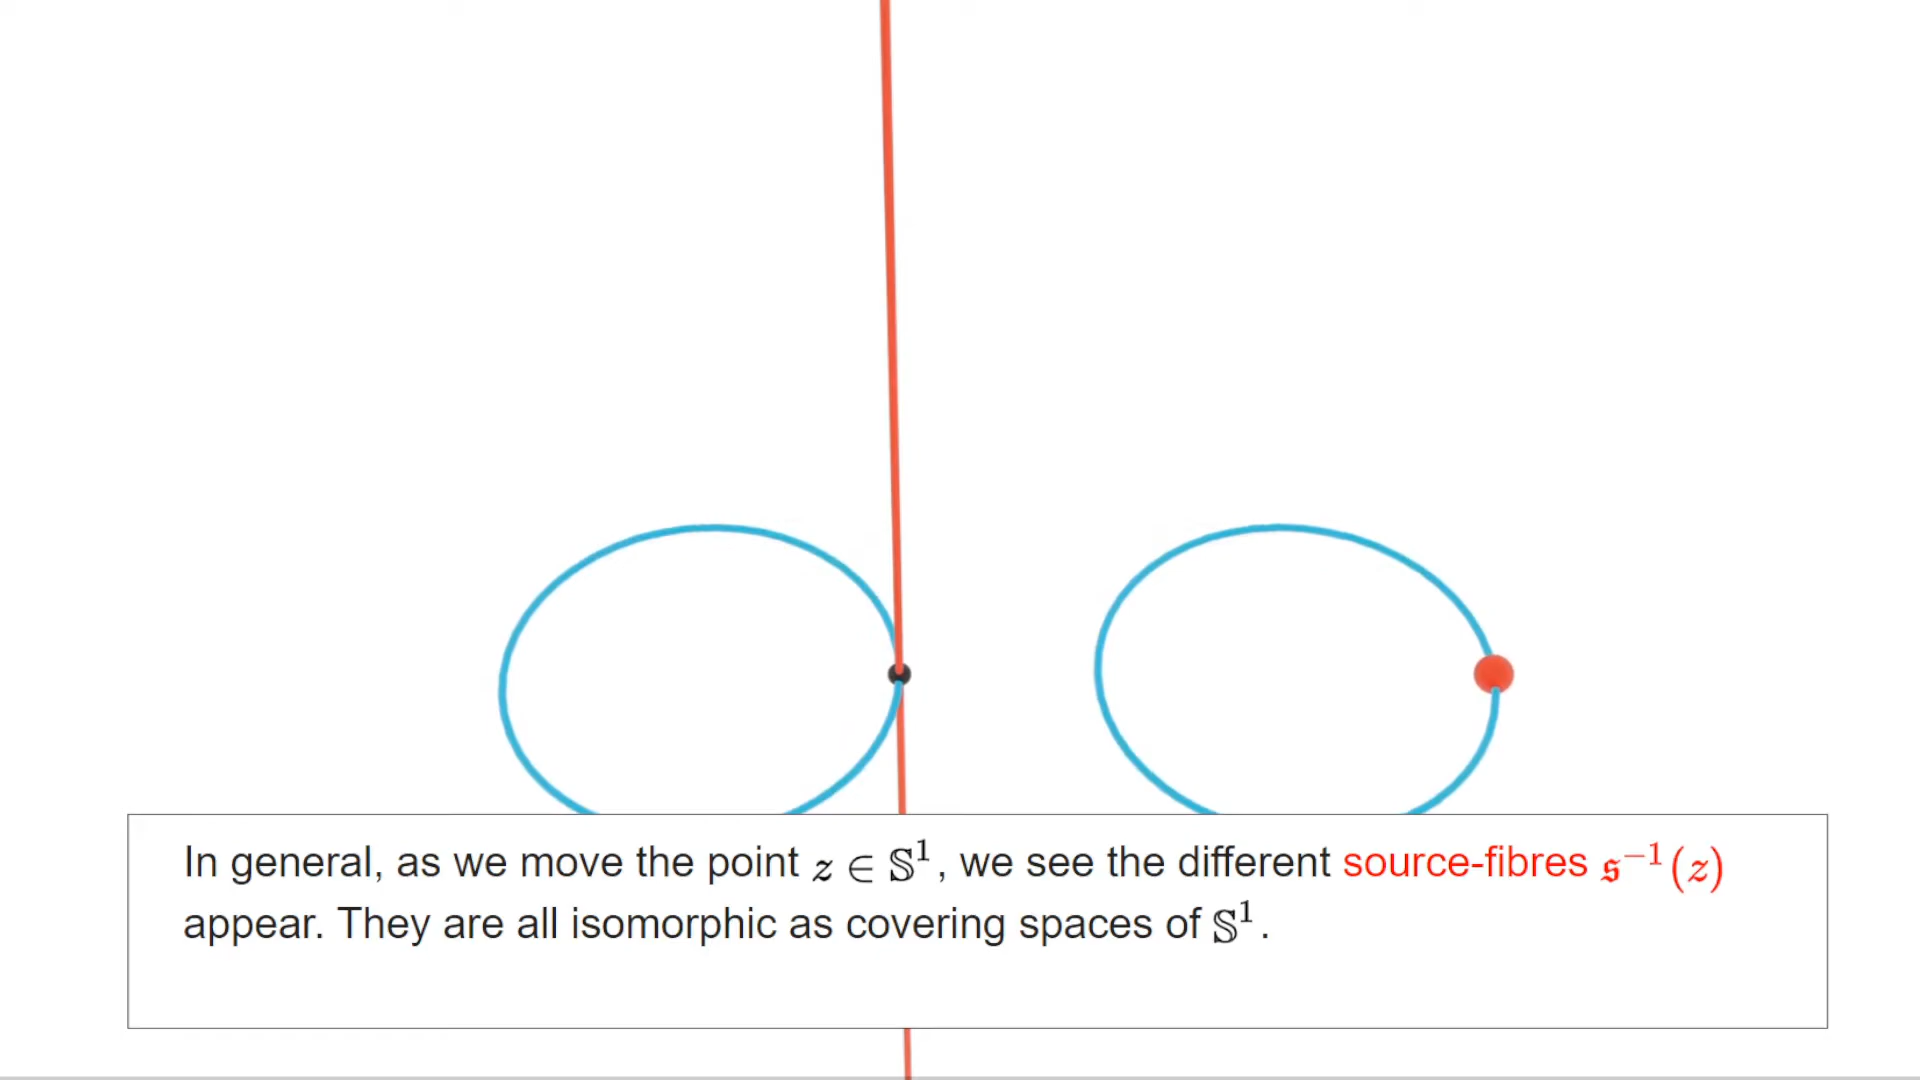 In general, as we move the point z ∈ 𝕊¹, we see the different source-fibres 𝔰⁻¹(z)
appear. They are all isomorphic as covering spaces of 𝕊¹.